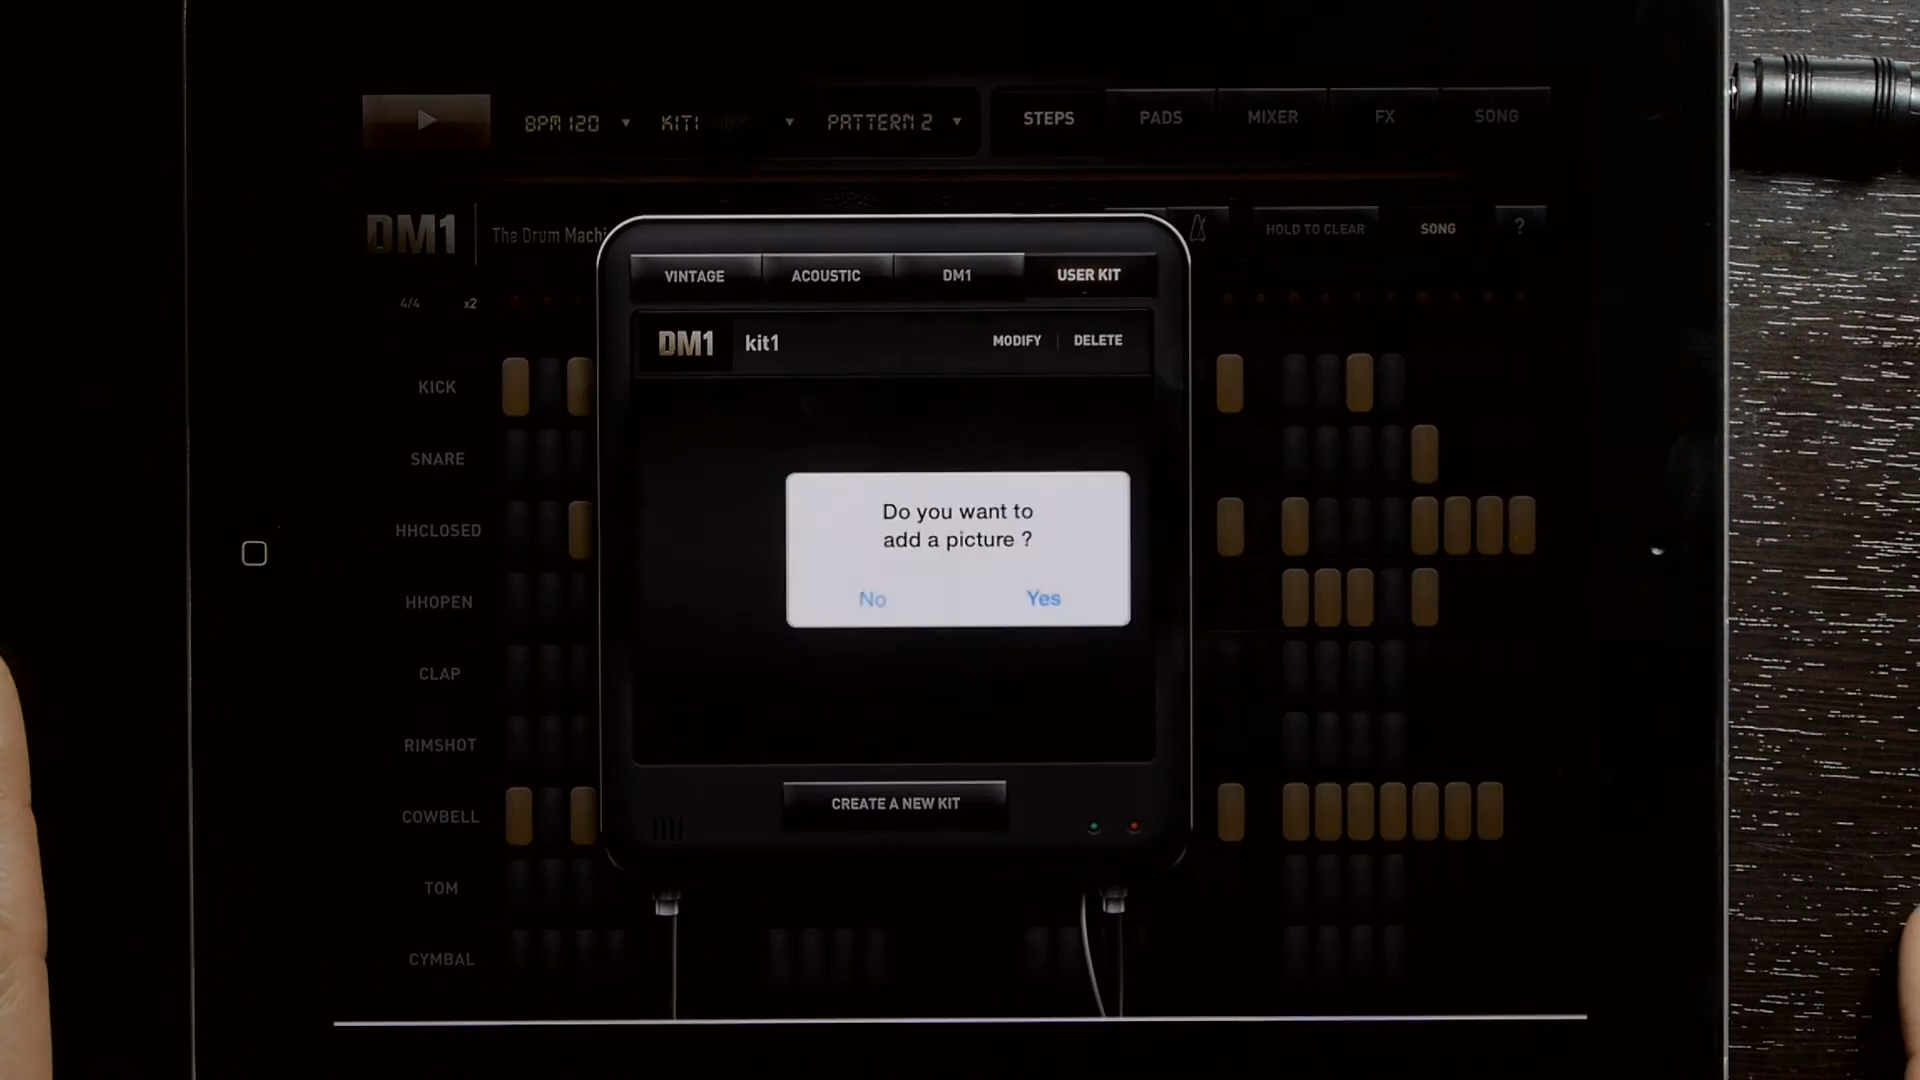 BPM 120 ▾ KIT1 ▾ PATTERN 2 ▾
STEPS PADS MIXER FX SONG
DM1 The Drum Machi
HOLD TO CLEAR SONG ?
VINTAGE ACOUSTIC DM1 USER KIT
4/4 x2
DM1 kit1 MODIFY DELETE
KICK
SNARE
Do you want to
add a picture ?
HHCLOSED
No Yes
HHOPEN
CLAP
RIMSHOT
CREATE A NEW KIT
COWBELL
TOM
CYMBAL